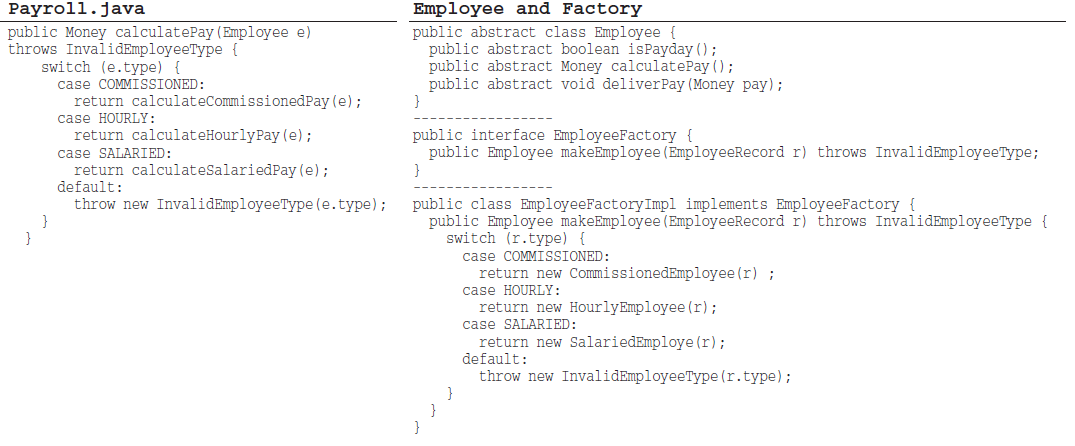 Payroll.java
public Money calculatePay(Employee e)
throws InvalidEmployeeType {
switch (e.type) {
case COMMISSIONED:
return calculateCommissionedPay(e);
case HOURLY:
return calculateHourlyPay(e);
case SALARIED:
return calculateSalariedPay(e);
default:
throw new InvalidEmployeeType(e.type);
}
}
Employee and Factory
public abstract class Employee {
public abstract boolean isPayday();
public abstract Money calculatePay();
public abstract void deliverPay(Money pay);
}
-----------------
public interface EmployeeFactory {
public Employee makeEmployee(EmployeeRecord r) throws InvalidEmployeeType;
}
-----------------
public class EmployeeFactoryImpl implements EmployeeFactory {
public Employee makeEmployee(EmployeeRecord r) throws InvalidEmployeeType {
switch (r.type) {
case COMMISSIONED:
return new CommissionedEmployee(r) ;
case HOURLY:
return new HourlyEmployee(r);
case SALARIED:
return new SalariedEmploye(r);
default:
throw new InvalidEmployeeType(r.type);
}
}
}